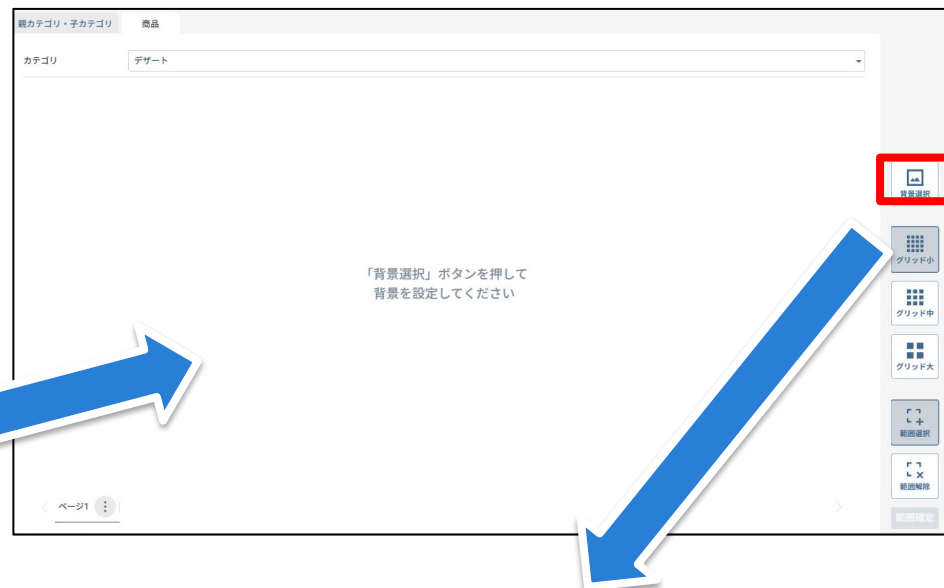 親カテゴリ・子カテゴリ 商品
カテゴリ デザート
背景選択
グリッド小
「背景選択」ボタンを押して
背景を設定してください
グリッド中
グリッド大
範囲選択
範囲解除
ページ1
範囲確定